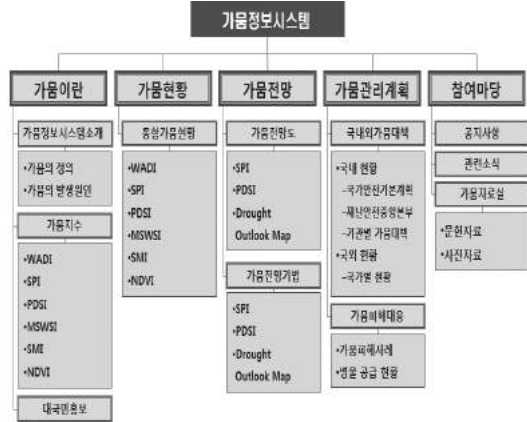 가뭄정보시스템
가뭄이란
가뭄정보시스템소개
•가뭄의 정의
•가뭄의 발생원인
가뭄지수
•WADI
•SPI
•PDSI
•MSWSI
•SMI
•NDVI
대국민홍보
가뭄현황
통합가뭄현황
•WADI
•SPI
•PDSI
•MSWSI
•SMI
•NDVI
가뭄전망
가뭄전망도
•SPI
•PDSI
•Drought
Outlook Map
가뭄전망기법
•SPI
•PDSI
•Drought
Outlook Map
가뭄관리계획
국내외가뭄대책
•국내 현황
–국가안전기본계획
–재난안전중앙본부
–기관별 가뭄대책
•국외 현황
–국가별 현황
가뭄피해대응
•가뭄피해사례
•병물 공급 현황
참여마당
공지사항
관련소식
가뭄자료실
•문헌자료
•사진자료